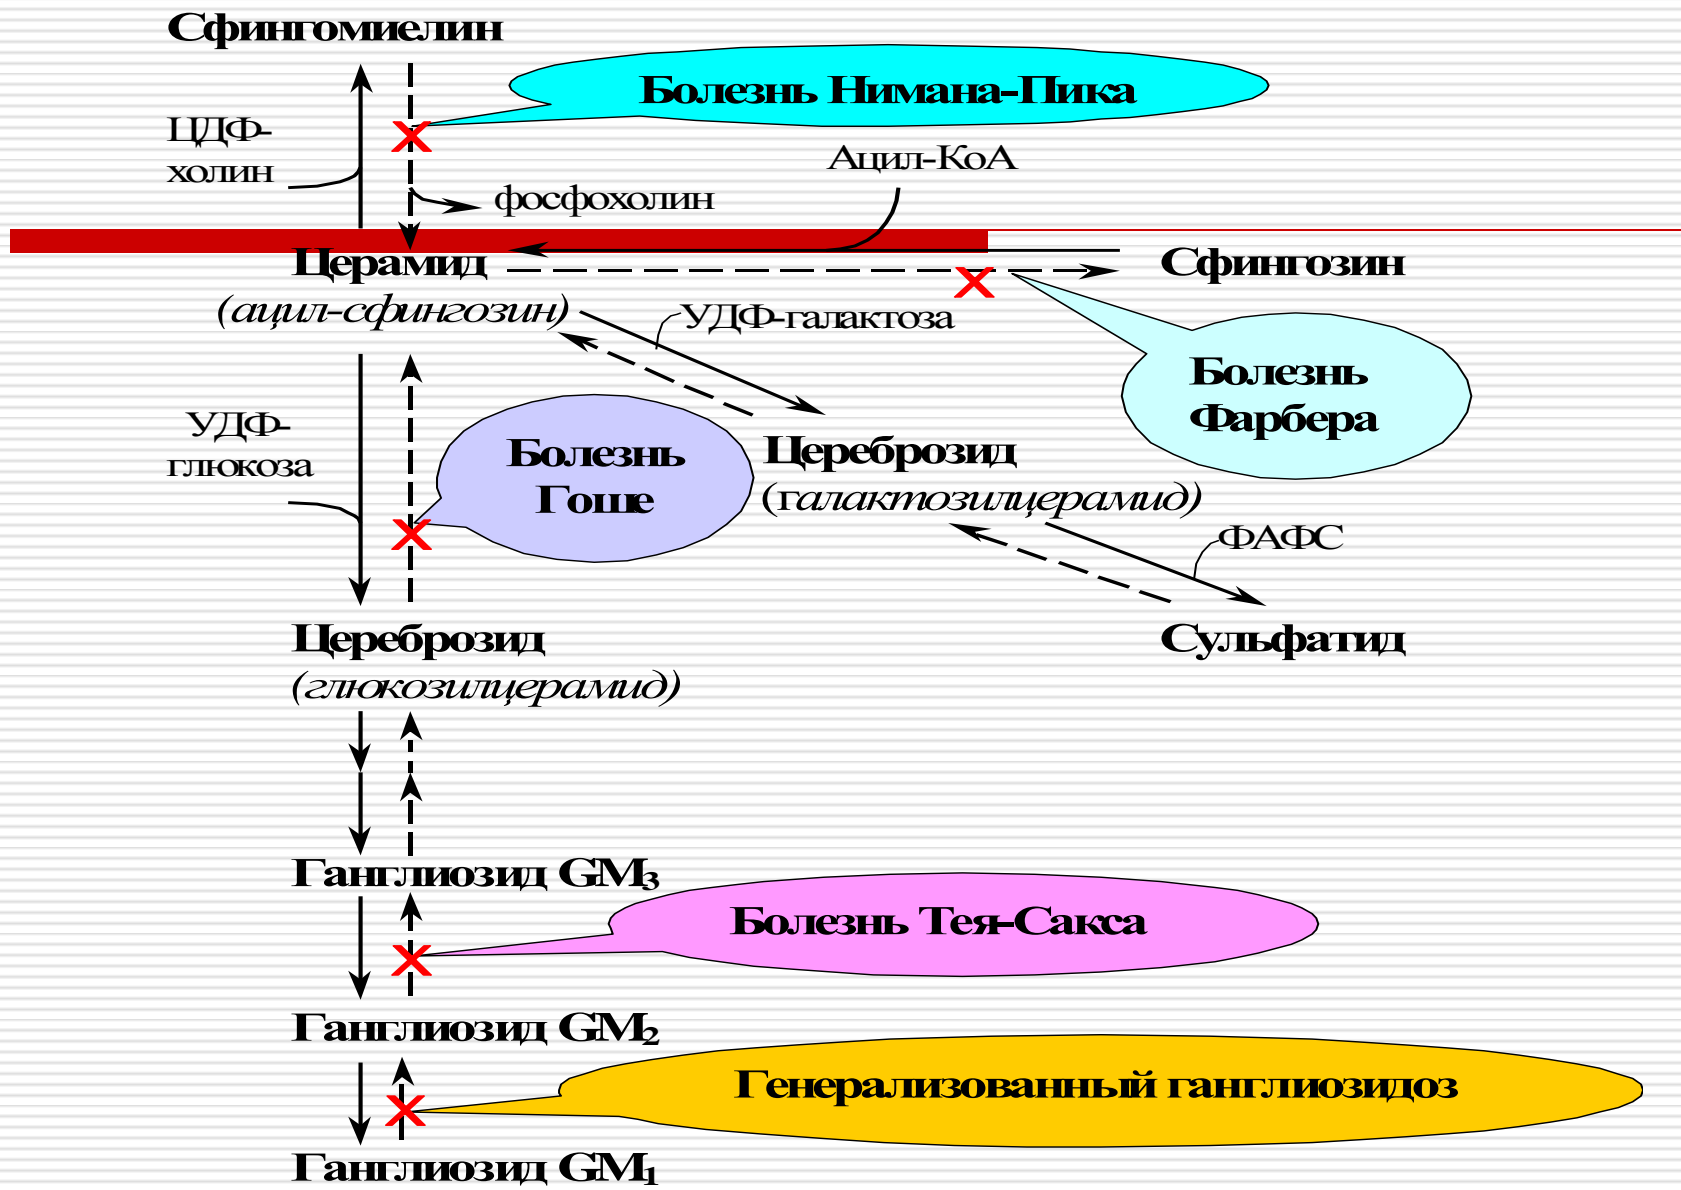 Сфингомиелин
Болезнь Нимана-Пика
ЦДФ-
холин
Ацил-КоА
фосфохолин
Церамид
Сфингозин
(ацил-сфингозин)
УДФ-галактоза
Болезнь
Фарбера
УДФ-
глюкоза
Болезнь
Гоше
Цереброзид
(галактозилцерамид)
ФАФС
Цереброзид
Сульфатид
(глюкозилцерамид)
Ганглиозид GM3
Болезнь Тея-Сакса
Ганглиозид GM2
Генерализованный ганглиозидоз
Ганглиозид GM1